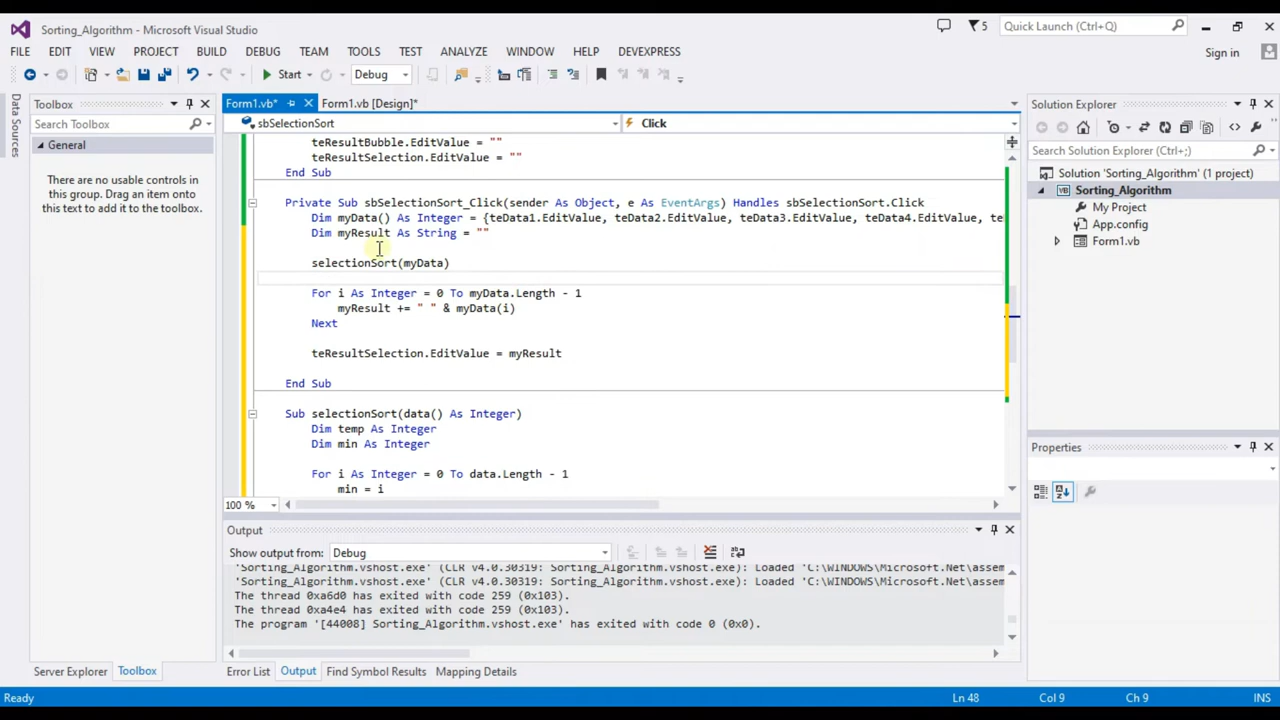 Sorting_Algorithm - Microsoft Visual Studio
5
Quick Launch (Ctrl+Q)
FILE EDIT VIEW PROJECT BUILD DEBUG TEAM TOOLS TEST ANALYZE WINDOW HELP DEVEXPRESS
Sign in
Start Debug
Data Sources
Toolbox
Search Toolbox
General
There are no usable controls in
this group. Drag an item onto
this text to add it to the toolbox.
Server Explorer Toolbox
Form1.vb* Form1.vb [Design]*
sbSelectionSort Click
teResultBubble.EditValue = ""
teResultSelection.EditValue = ""
End Sub
Private Sub sbSelectionSort_Click(sender As Object, e As EventArgs) Handles sbSelectionSort.Click
Dim myData() As Integer = {teData1.EditValue, teData2.EditValue, teData3.EditValue, teData4.EditValue, te
Dim myResult As String = ""
selectionSort(myData)
For i As Integer = 0 To myData.Length - 1
myResult += " " & myData(i)
Next
teResultSelection.EditValue = myResult
End Sub
Sub selectionSort(data() As Integer)
Dim temp As Integer
Dim min As Integer
For i As Integer = 0 To data.Length - 1
min = i
100 %
Output
Show output from: Debug
'Sorting_Algorithm.vshost.exe' (CLR v4.0.30319: Sorting_Algorithm.vshost.exe): Loaded 'C:\WINDOWS\Microsoft.Net\assem
'Sorting_Algorithm.vshost.exe' (CLR v4.0.30319: Sorting_Algorithm.vshost.exe): Loaded 'C:\WINDOWS\Microsoft.Net\assem
The thread 0xa6d0 has exited with code 259 (0x103).
The thread 0xa4e4 has exited with code 259 (0x103).
The program '[44008] Sorting_Algorithm.vshost.exe' has exited with code 0 (0x0).
Error List Output Find Symbol Results Mapping Details
Solution Explorer
Search Solution Explorer (Ctrl+;)
Solution 'Sorting_Algorithm' (1 project)
VB Sorting_Algorithm
My Project
App.config
Form1.vb
Properties
Ready Ln 48 Col 9 Ch 9 INS